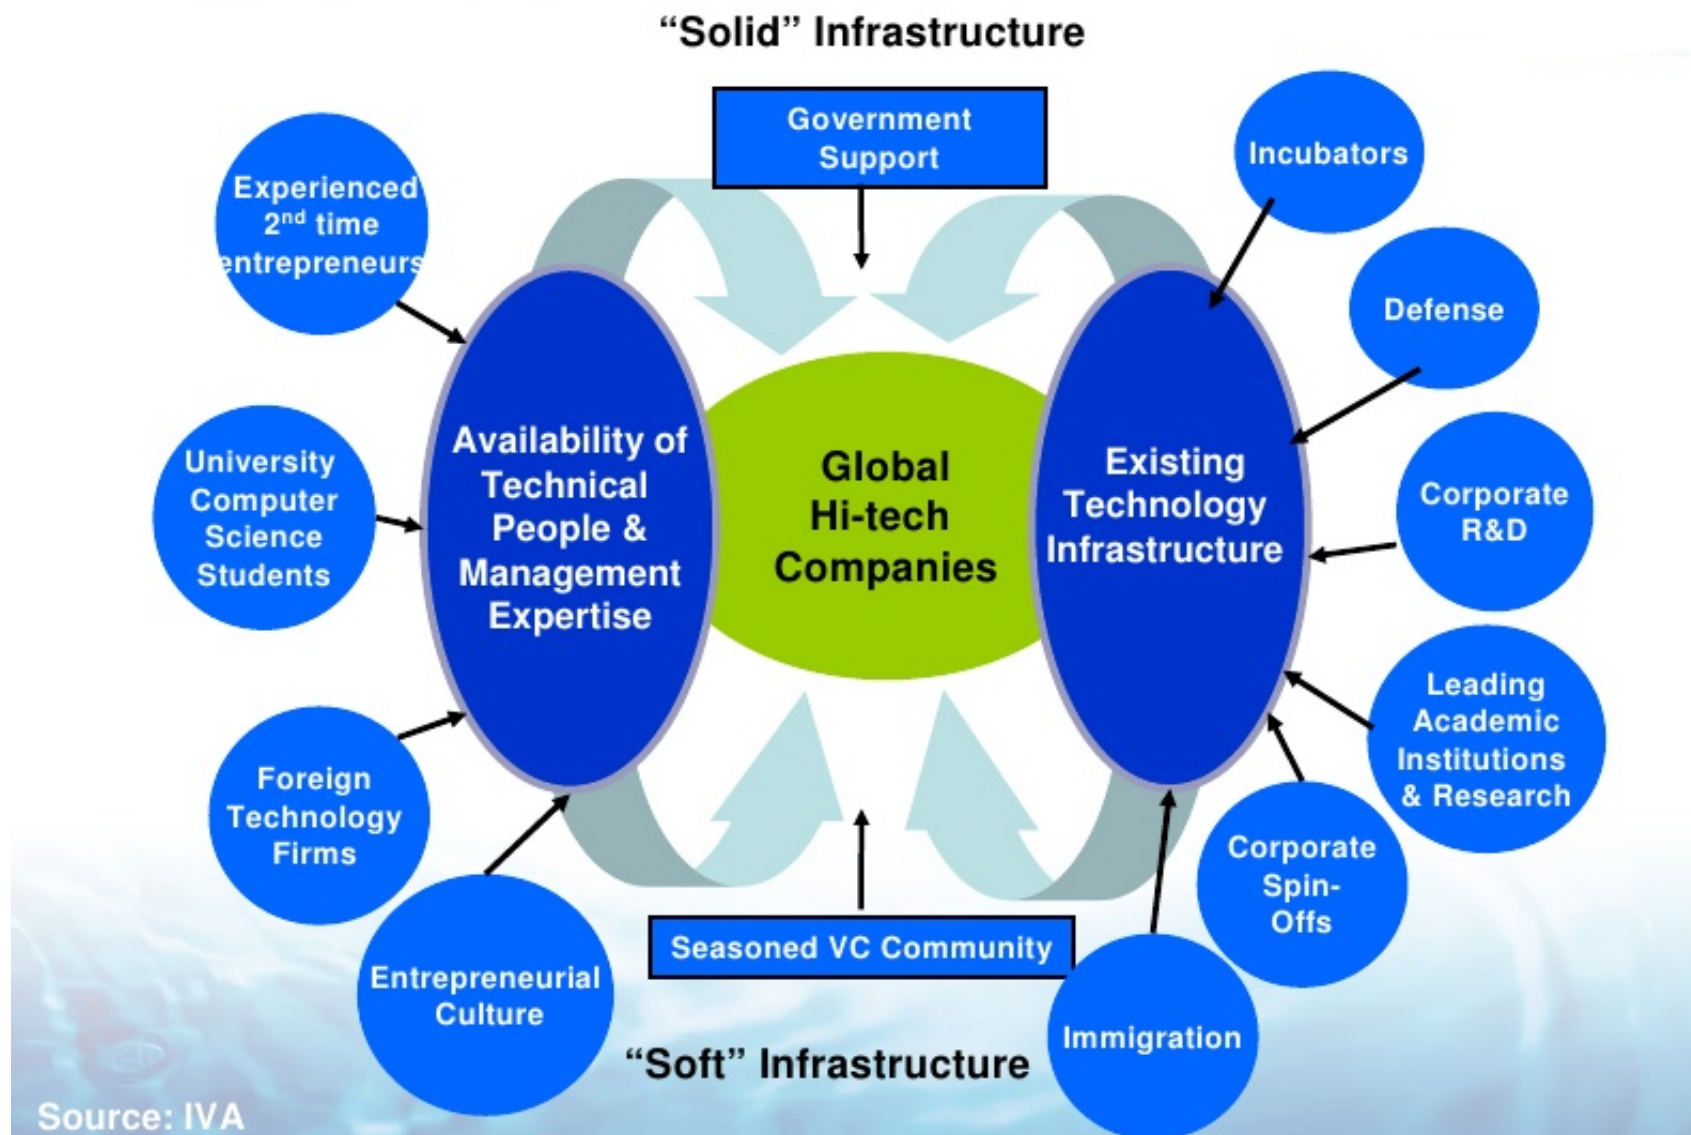 “Solid” Infrastructure
Government
Support
Incubators
Experienced
2nd time
entrepreneurs
Defense
University
Computer
Science
Students
Availability of
Technical
People &
Management
Expertise
Global
Hi-tech
Companies
Existing
Technology
Infrastructure
Corporate
R&D
Leading
Academic
Institutions
& Research
Foreign
Technology
Firms
Corporate
Spin-
Offs
Entrepreneurial
Culture
Seasoned VC Community
Immigration
“Soft” Infrastructure
Source: IVA